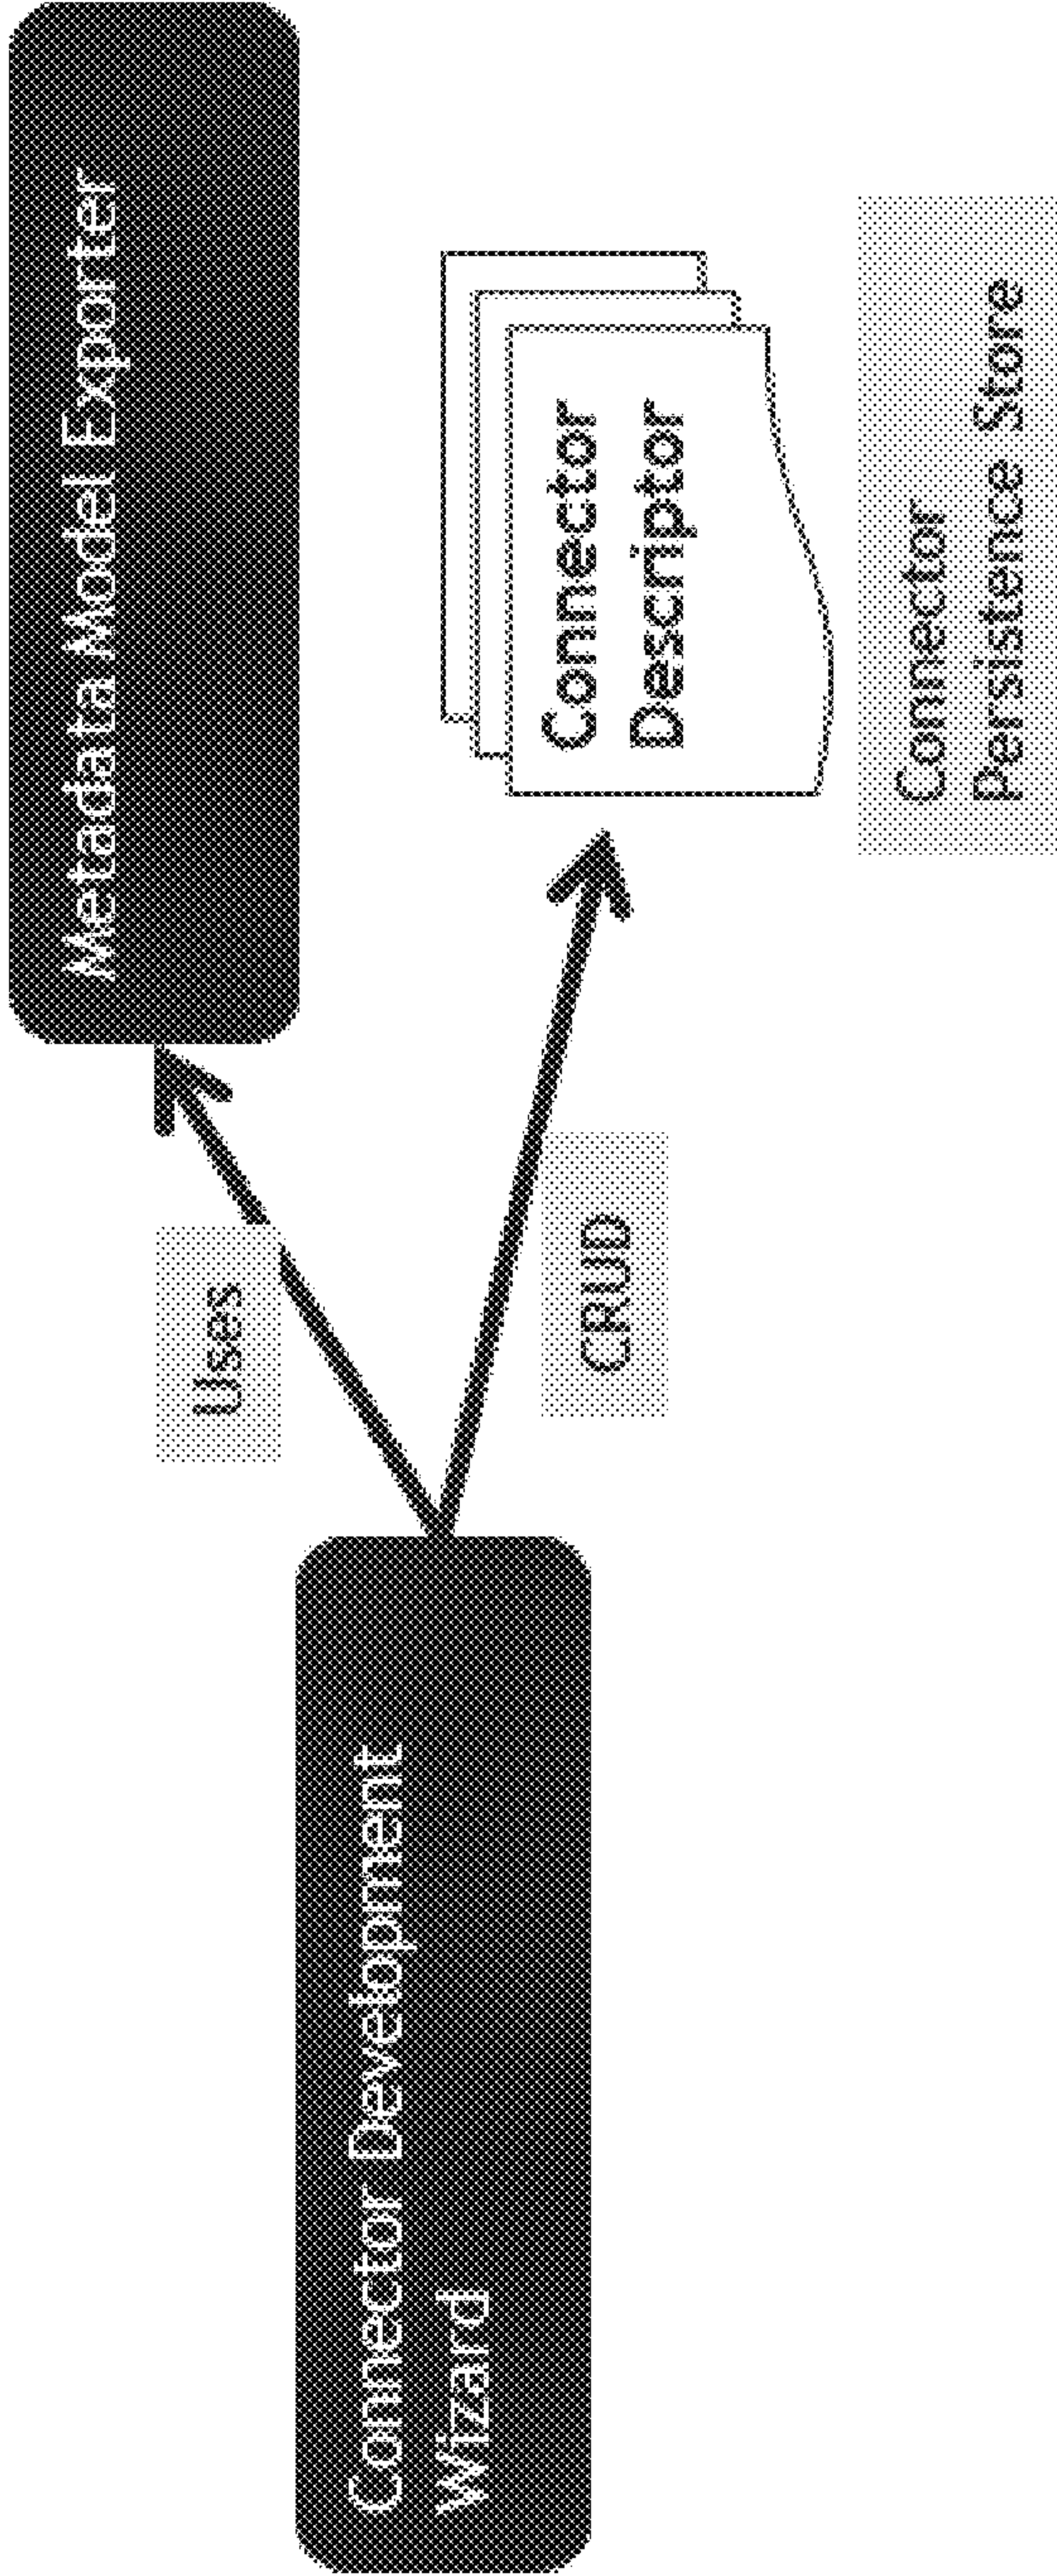 Metadata Model Exporter
Uses
Connector Development
Wizard
CRUD
Connector
Descriptor
Connector
Persistence Store